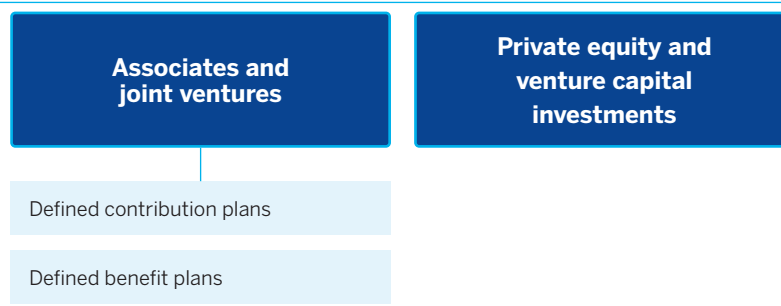 Associates and
joint ventures
Private equity and
venture capital
investments
Defined contribution plans
Defined benefit plans